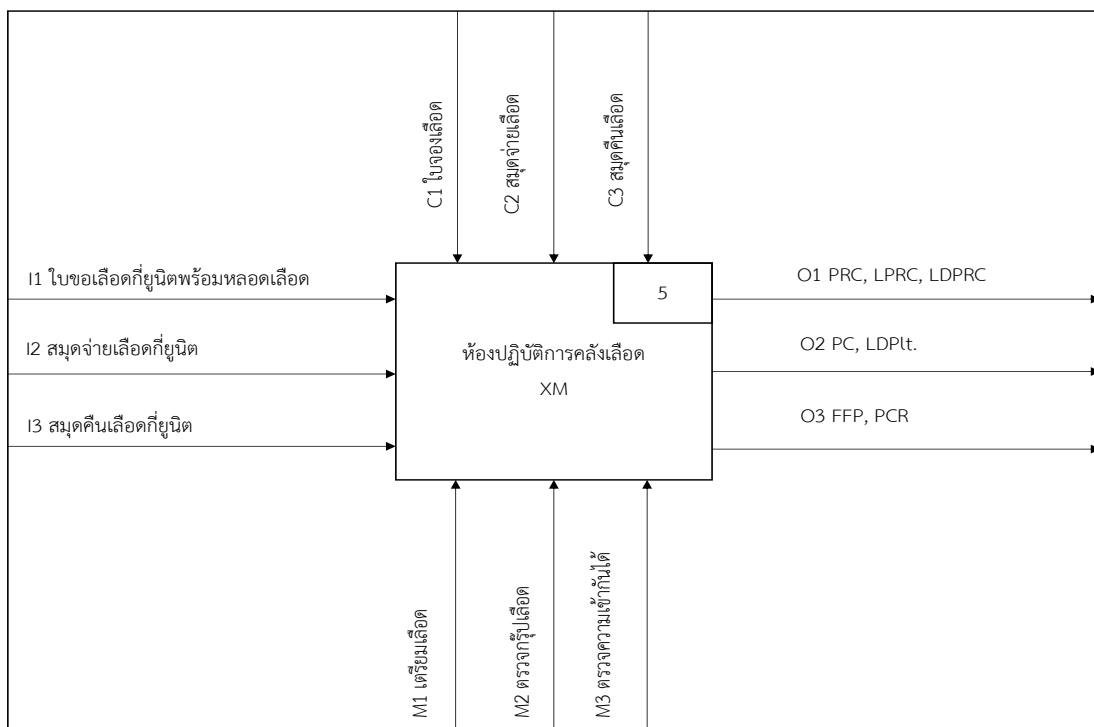 C1 ใบจองเลือด
C2 สมุดจ่ายเลือด
C3 สมุดคืนเลือด
I1 ใบขอเลือดกี่ยูนิตพร้อมหลอดเลือด
I2 สมุดจ่ายเลือดกี่ยูนิต
I3 สมุดคืนเลือดกี่ยูนิต
5
ห้องปฏิบัติการคลังเลือด
XM
O1 PRC, LPRC, LDPRC
O2 PC, LDPlt.
O3 FFP, PCR
M1 เตรียมเลือด
M2 ตรวจกรุ๊ปเลือด
M3 ตรวจความเข้ากันได้